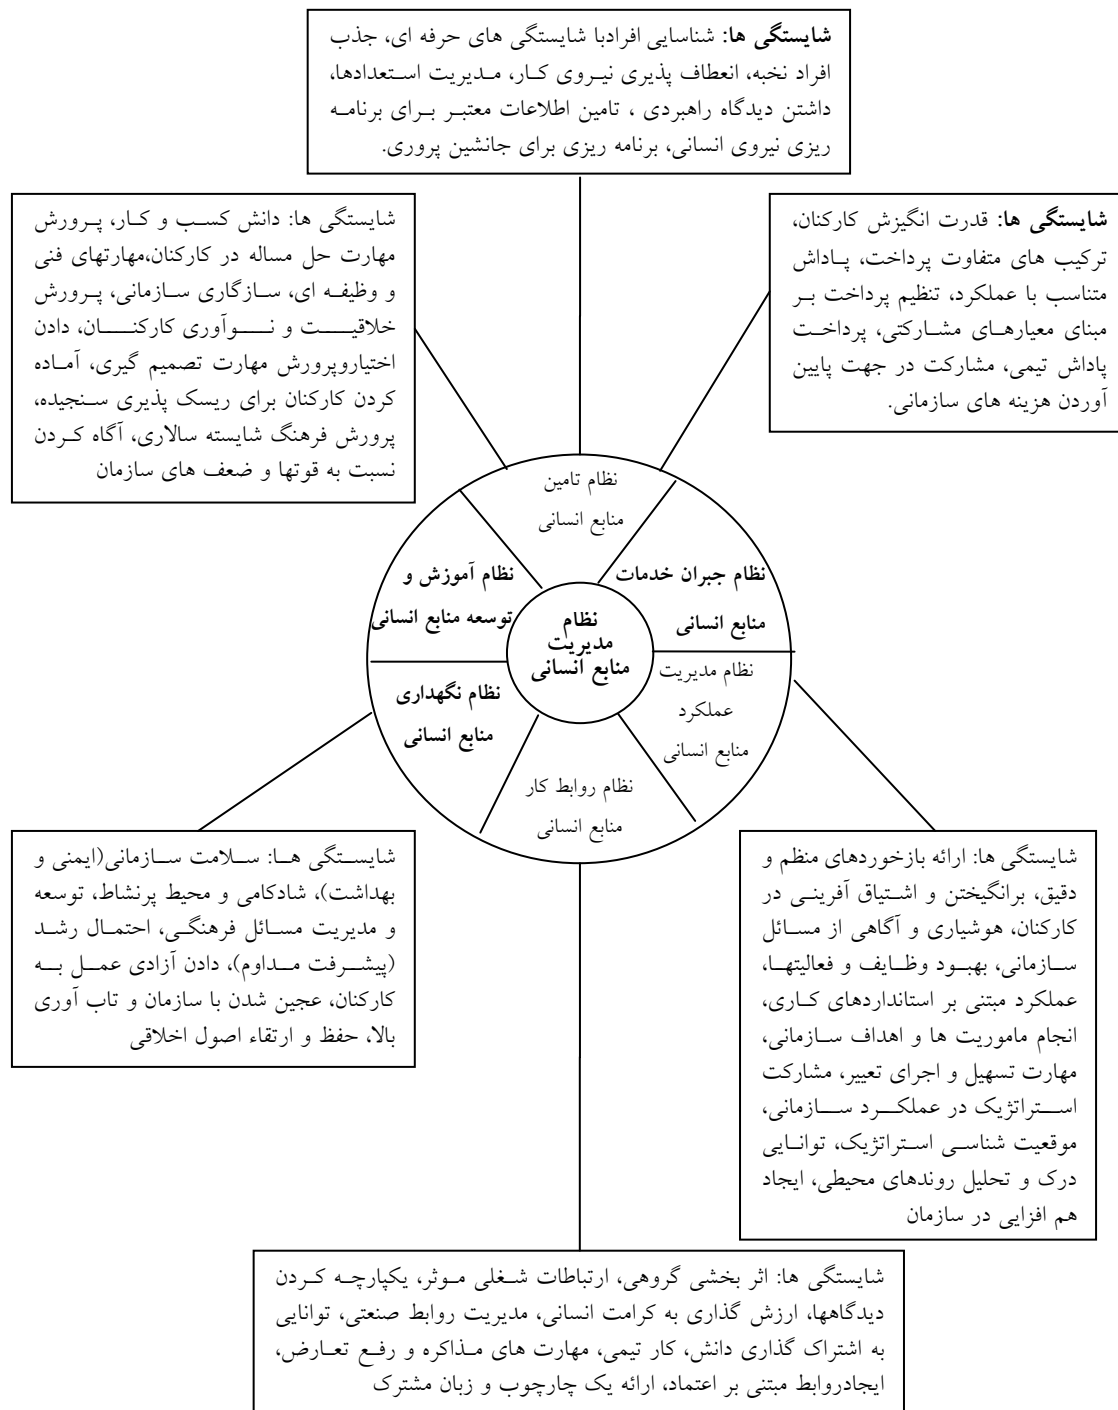 شایستگی ها: شناسایی افرادبا شایستگی های حرفه ای، جذب
افراد نخبه، انعطاف پذیری نیروی کار، مدیریت استعدادها،
داشتن دیدگاه راهبردی ، تامین اطلاعات معتبر برای برنامه
ریزی نیروی انسانی، برنامه ریزی برای جانشین پروری.
شایستگی ها: قدرت انگیزش کارکنان،
ترکیب های متفاوت پرداخت، پاداش
متناسب با عملکرد، تنظیم پرداخت بر
مبنای معیارهای مشارکتی، پرداخت
پاداش تیمی، مشارکت در جهت پایین
آوردن هزینه های سازمانی.
شایستگی ها: دانش کسب و کار، پرورش
مهارت حل مساله در کارکنان،مهارتهای فنی
و وظیفه ای، سازگاری سازمانی، پرورش
خلاقیت و نوآوری کارکنان، دادن
اختیاروپرورش مهارت تصمیم گیری، آماده
کردن کارکنان برای ریسک پذیری سنجیده،
پرورش فرهنگ شایسته سالاری، آگاه کردن
نسبت به قوتها و ضعف های سازمان
نظام تامین
منابع انسانی
نظام جبران خدمات
منابع انسانی
نظام آموزش و
توسعه منابع انسانی
نظام
مدیریت
منابع انسانی
نظام مدیریت
عملکرد
منابع انسانی
نظام نگهداری
منابع انسانی
نظام روابط کار
منابع انسانی
شایستگی ها: ارائه بازخوردهای منظم و
دقیق، برانگیختن و اشتیاق آفرینی در
کارکنان، هوشیاری و آگاهی از مسائل
سازمانی، بهبود وظایف و فعالیتها،
عملکرد مبتنی بر استانداردهای کاری،
انجام ماموریت ها و اهداف سازمانی،
مهارت تسهیل و اجرای تعییر، مشارکت
استراتژیک در عملکرد سازمانی،
موقعیت شناسی استراتژیک، توانایی
درک و تحلیل روندهای محیطی، ایجاد
هم افزایی در سازمان
شایستگی ها: سلامت سازمانی(ایمنی و
بهداشت)، شادکامی و محیط پرنشاط، توسعه
و مدیریت مسائل فرهنگی، احتمال رشد
(پیشرفت مداوم)، دادن آزادی عمل به
کارکنان، عجین شدن با سازمان و تاب آوری
بالا، حفظ و ارتقاء اصول اخلاقی
شایستگی ها: اثر بخشی گروهی، ارتباطات شغلی موثر، یکپارچه کردن
دیدگاهها، ارزش گذاری به کرامت انسانی، مدیریت روابط صنعتی، توانایی
به اشتراک گذاری دانش، کار تیمی، مهارت های مذاکره و رفع تعارض،
ایجادروابط مبتنی بر اعتماد، ارائه یک چارچوب و زبان مشترک